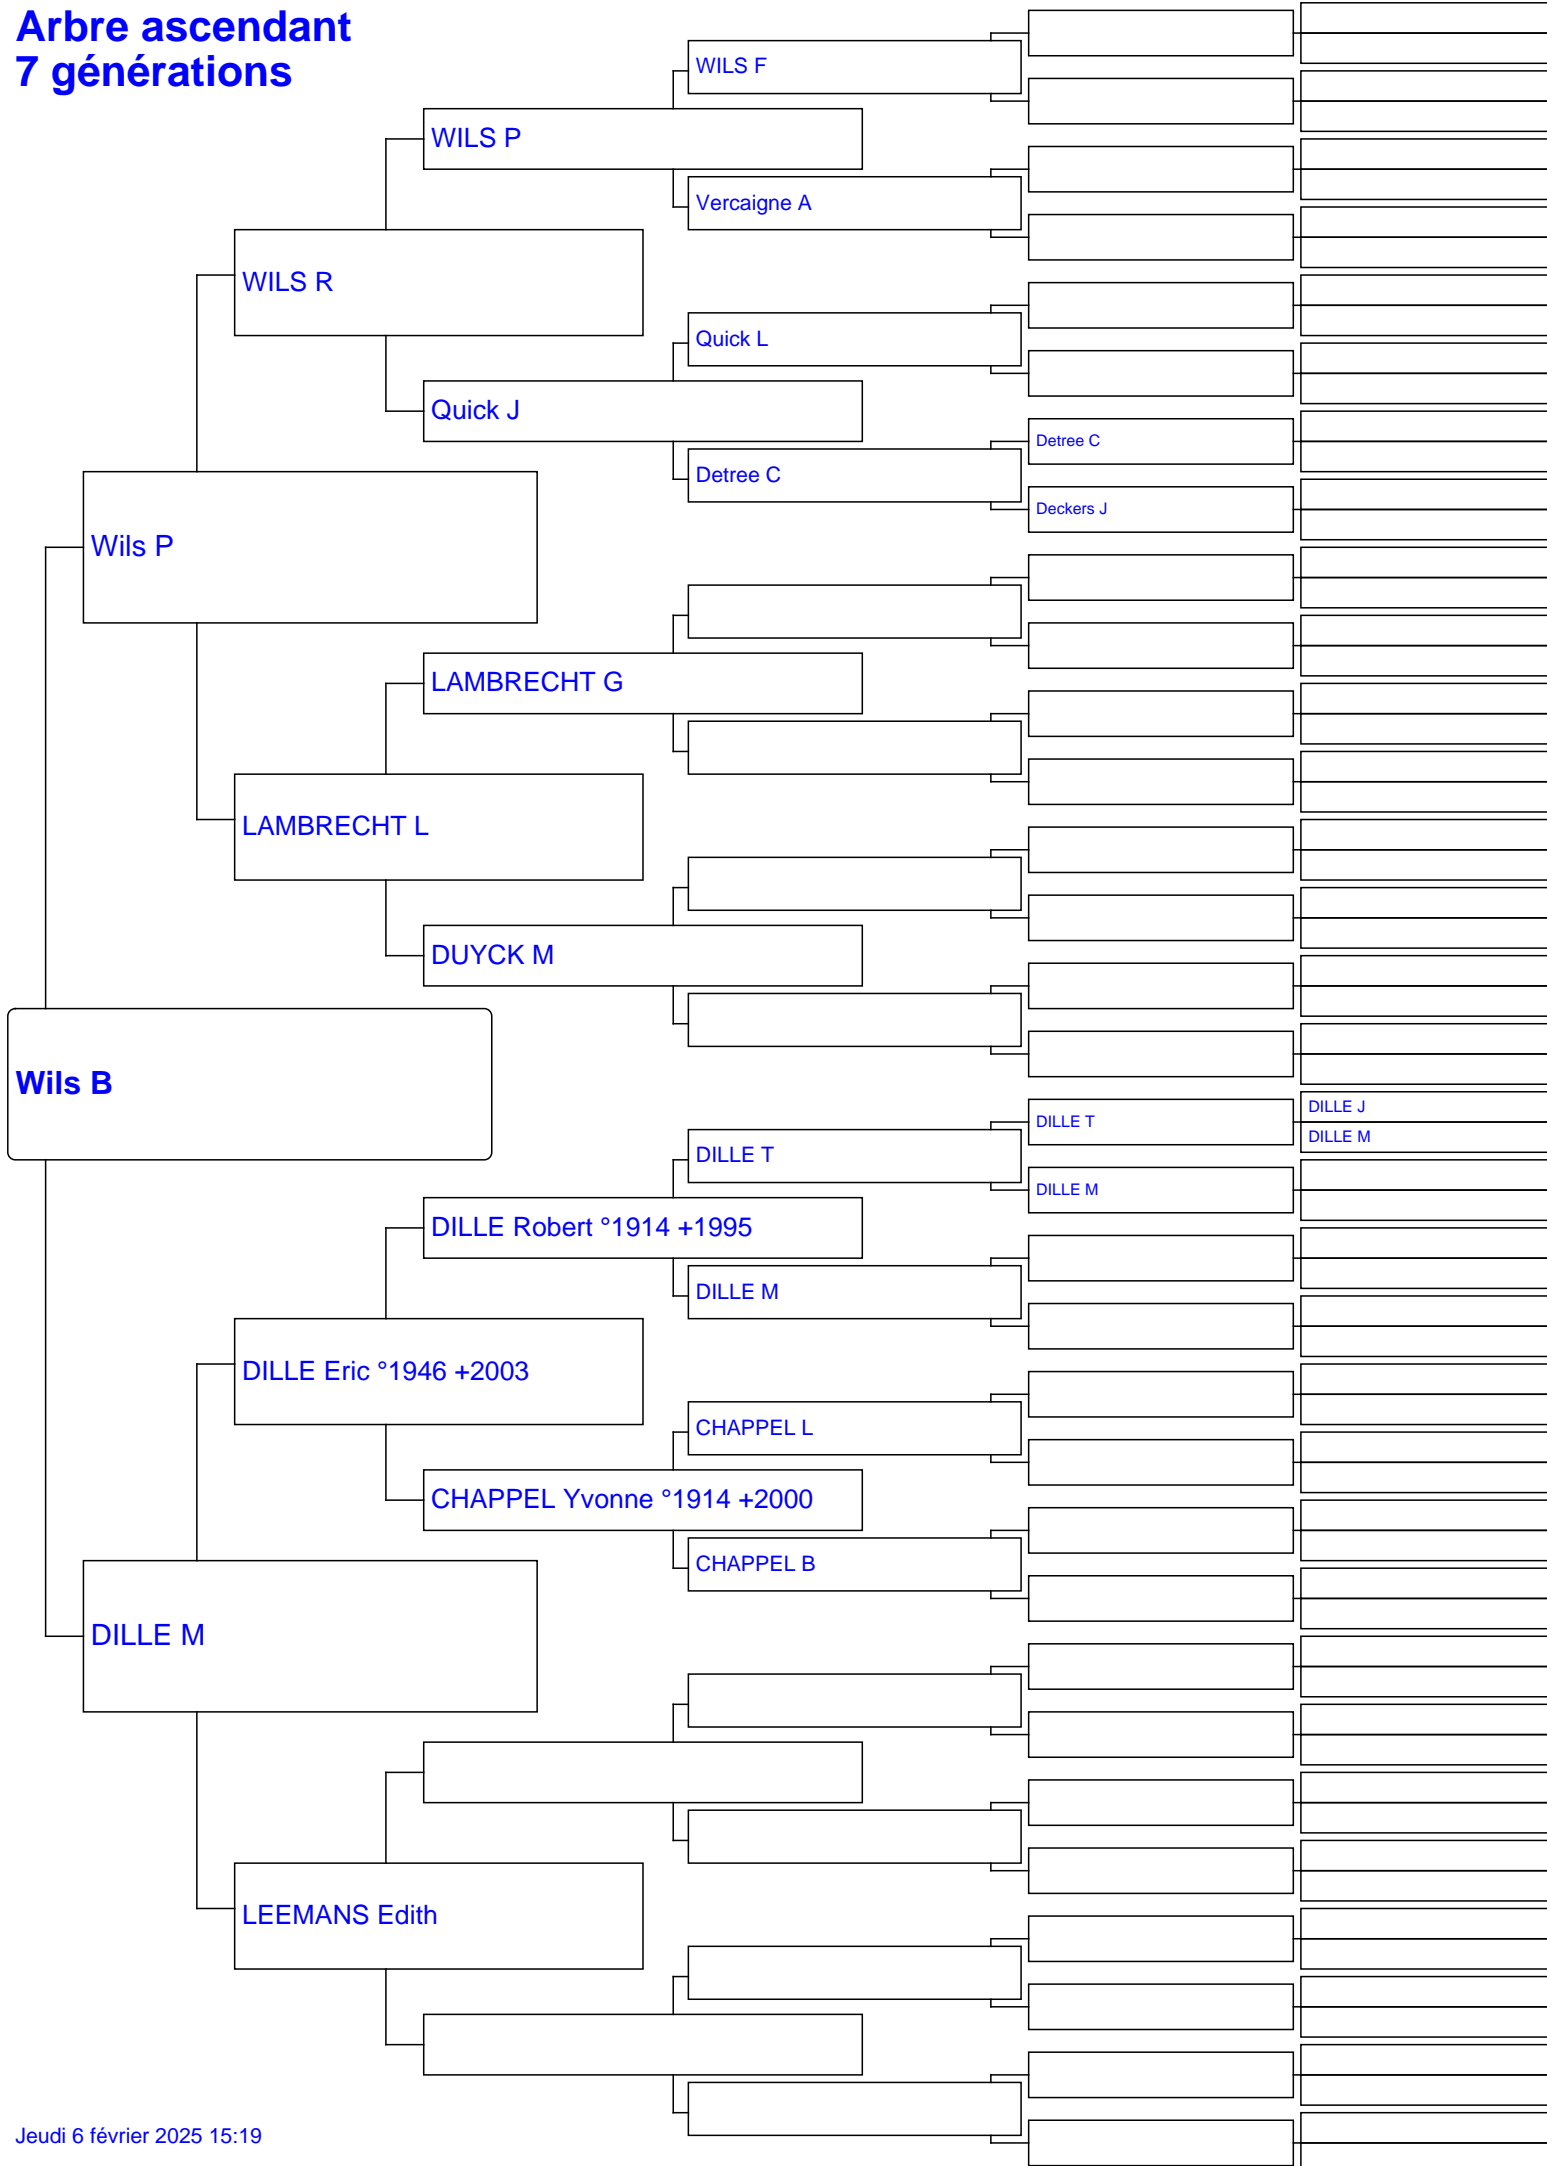 Arbre ascendant
7 générations
WILS F
WILS P
Vercaigne A
WILS R
Quick L
Quick J
Detree C
Detree C
Deckers J
Wils P
LAMBRECHT G
LAMBRECHT L
DUYCK M
Wils B
DILLE T
DILLE J
DILLE M
DILLE T
DILLE M
DILLE Robert °1914 +1995
DILLE M
DILLE Eric °1946 +2003
CHAPPEL L
CHAPPEL Yvonne °1914 +2000
CHAPPEL B
DILLE M
LEEMANS Edith
Jeudi 6 février 2025 15:19